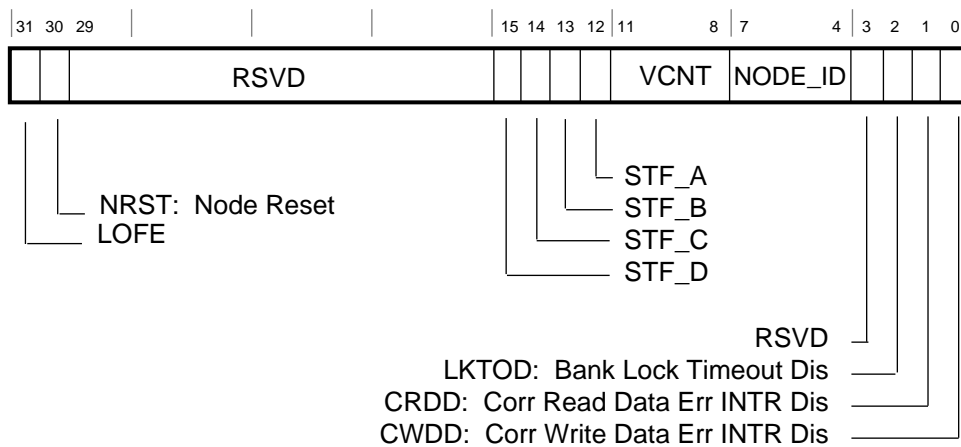 31 30 29 15 14 13 12 11 8 7 4 3 2 1 0
RSVD VCNT NODE_ID
STF_A
NRST: Node Reset STF_B
LOFE STF_C
STF_D
RSVD
LKTOD: Bank Lock Timeout Dis
CRDD: Corr Read Data Err INTR Dis
CWDD: Corr Write Data Err INTR Dis